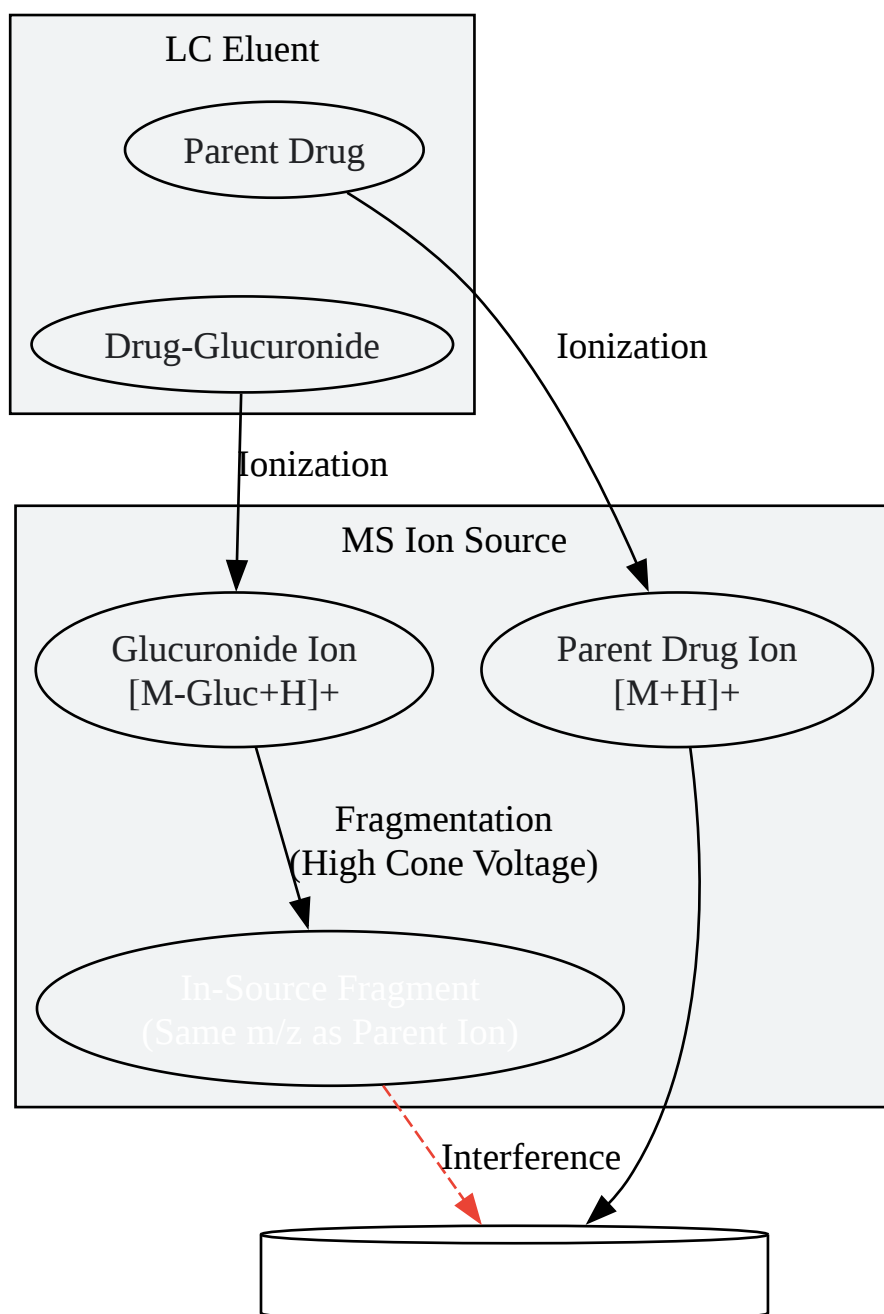 LC Eluent
Parent Drug
Drug-Glucuronide
Ionization
Ionization
MS Ion Source
Glucuronide Ion
[M-Gluc+H]+
Parent Drug Ion
[M+H]+
Fragmentation
(High Cone Voltage)
In-Source Fragment
(Same m/z as Parent Ion)
Interference